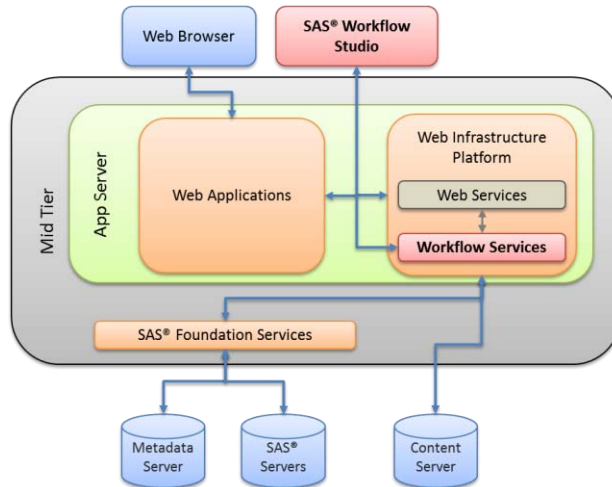 Web Browser
SAS® Workflow
Studio
Mid Tier
App Server
Web Applications
Web Infrastructure
Platform
Web Services
Workflow Services
SAS® Foundation Services
Metadata
Server
SAS®
Servers
Content
Server